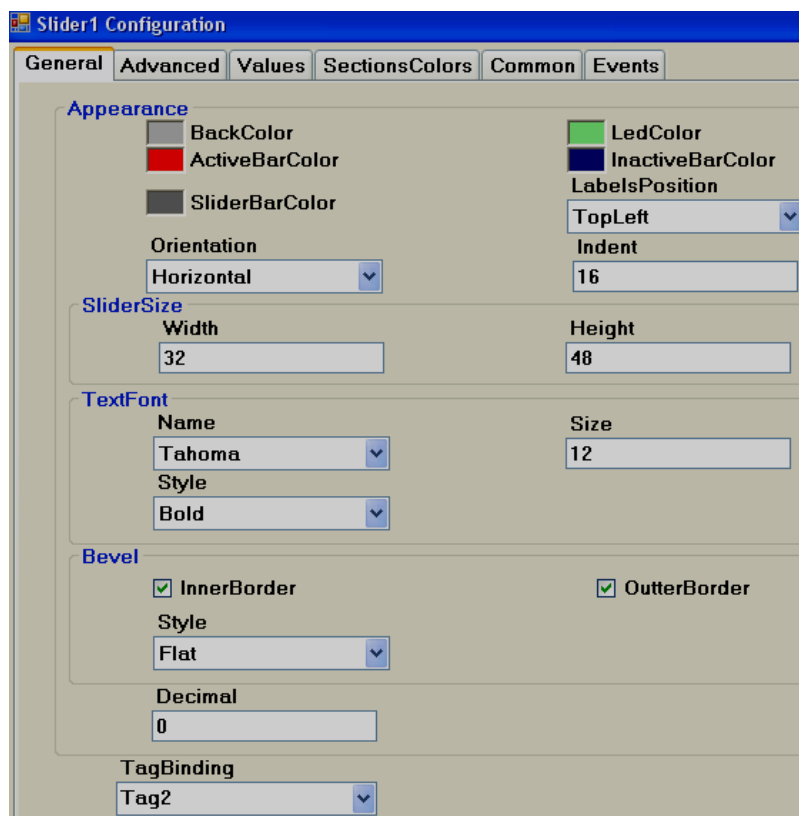 Slider1 Configuration
General Advanced Values SectionsColors Common Events
Appearance
BackColor LedColor
ActiveBarColor InactiveBarColor
SliderBarColor LabelsPosition
TopLeft
Orientation Indent
Horizontal 16
SliderSize
Width Height
32 48
TextFont
Name Size
Tahoma 12
Style
Bold
Bevel
InnerBorder OutterBorder
Style
Flat
Decimal
0
TagBinding
Tag2